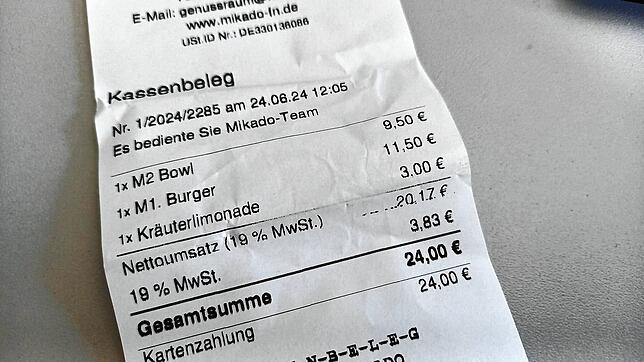 E-Mail: genussraum@
www.mikado-fn.de
USt.ID Nr.: DE330136086
Kassenbeleg
Nr. 1/2024/2285 am 24.06.24 12:05
Es bediente Sie Mikado-Team
1x M2 Bowl 9,50 €
1x M1. Burger 11,50 €
1x Kräuterlimonade 3,00 €
Nettoumsatz (19 % MwSt.) 20,17 €
19 % MwSt. 3,83 €
Gesamtsumme 24,00 €
Kartenzahlung 24,00 €
N-B-E-L-E-G